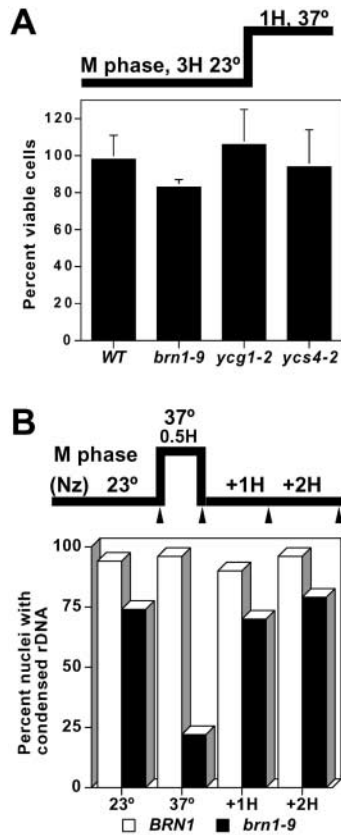 A
1H, 37°
M phase, 3H 23°
Percent viable cells
120
100
80
60
40
20
0
WT brn1-9 ycg1-2 ycs4-2
B
37°
0.5H
M phase
(Nz) 23° +1H +2H
Percent nuclei with
condensed rDNA
100
75
50
25
0
23° 37° +1H +2H
BRN1 brn1-9